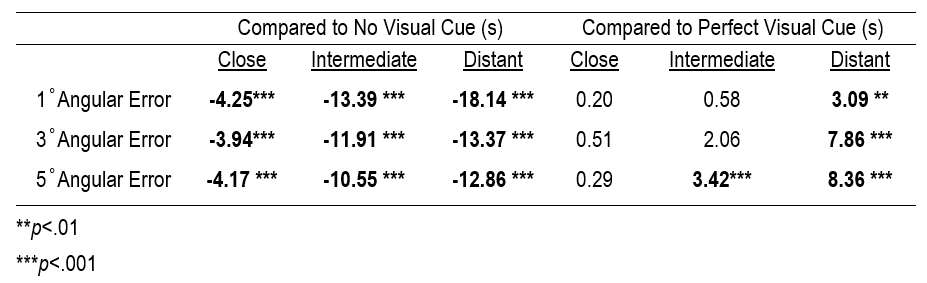 Compared to No Visual Cue (s) Compared to Perfect Visual Cue (s)
Close Intermediate Distant Close Intermediate Distant
1°Angular Error -4.25*** -13.39 *** -18.14 *** 0.20 0.58 3.09 **
3°Angular Error -3.94*** -11.91 *** -13.37 *** 0.51 2.06 7.86 ***
5°Angular Error -4.17 *** -10.55 *** -12.86 *** 0.29 3.42*** 8.36 ***
**p<.01
***p<.001